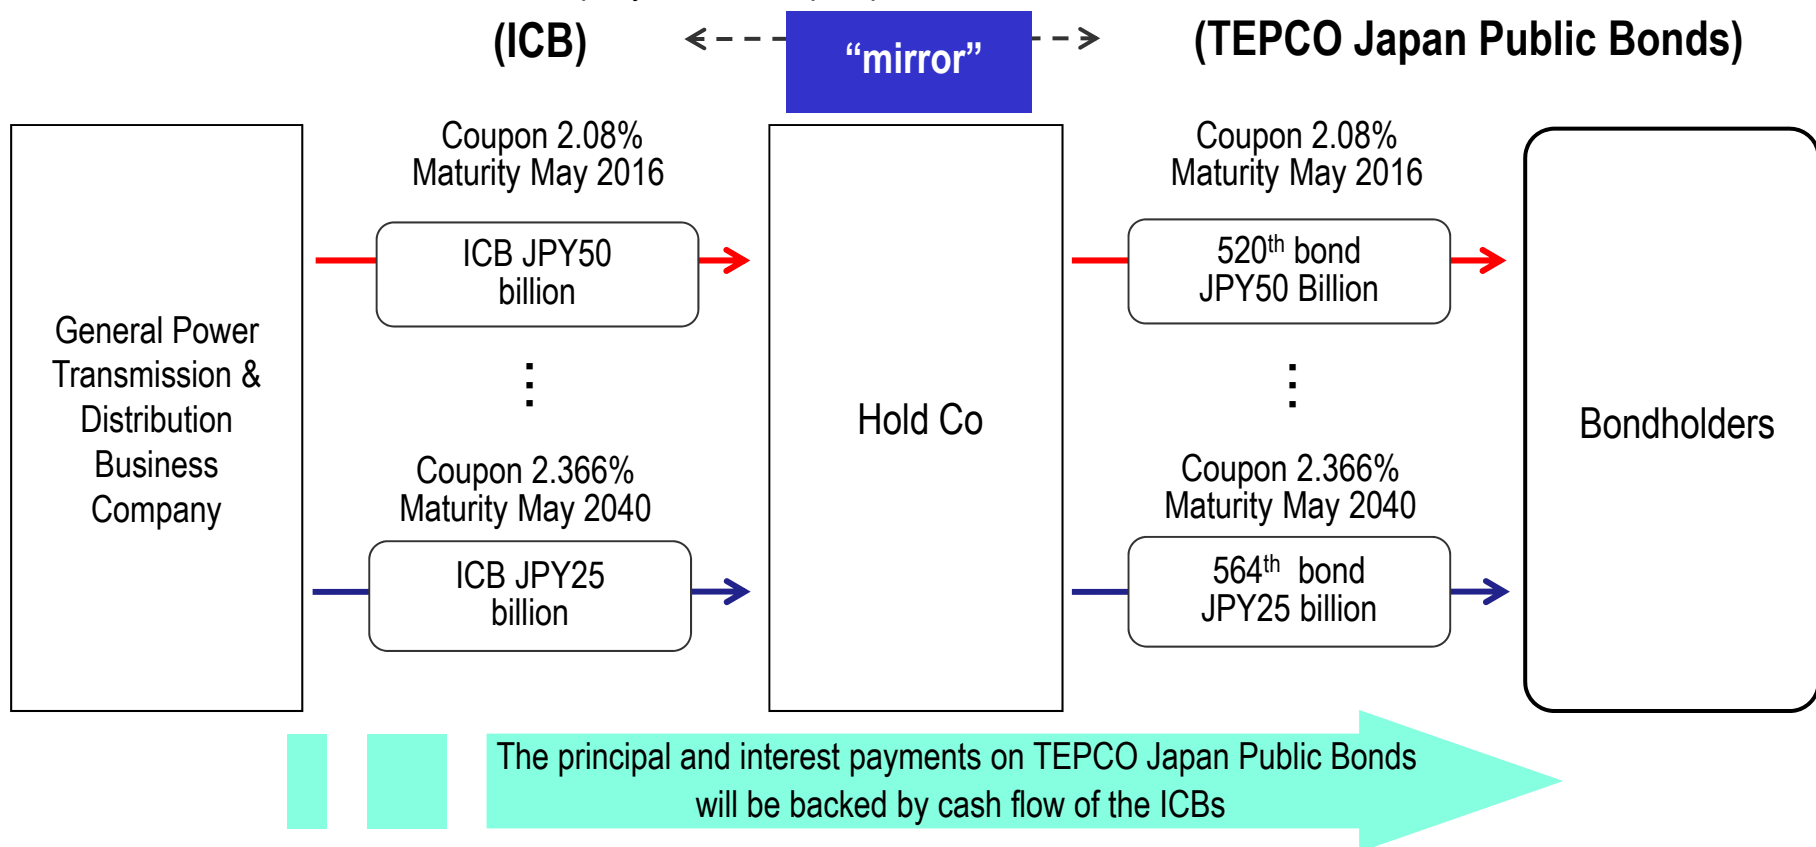 (ICB)
“mirror”
(TEPCO Japan Public Bonds)
General Power
Transmission &
Distribution
Business
Company
Coupon 2.08%
Maturity May 2016
ICB JPY50
billion
⋮
Coupon 2.366%
Maturity May 2040
ICB JPY25
billion
Hold Co
Coupon 2.08%
Maturity May 2016
520th bond
JPY50 Billion
⋮
Coupon 2.366%
Maturity May 2040
564th bond
JPY25 billion
Bondholders
The principal and interest payments on TEPCO Japan Public Bonds
will be backed by cash flow of the ICBs